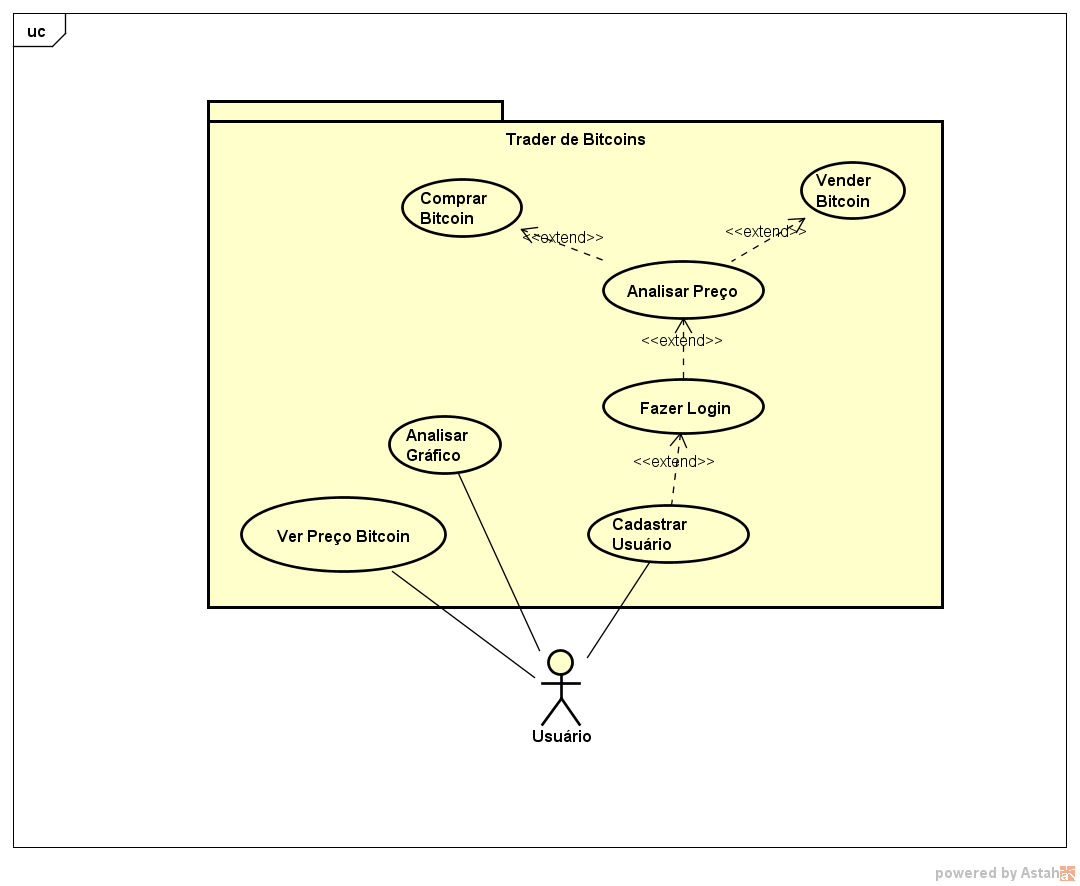 uc
Trader de Bitcoins
Comprar
Bitcoin
Vender
Bitcoin
<<extend>>
<<extend>>
Analisar Preço
<<extend>>
Fazer Login
Analisar
Gráfico
<<extend>>
Ver Preço Bitcoin
Cadastrar
Usuário
Usuário
powered by Astah